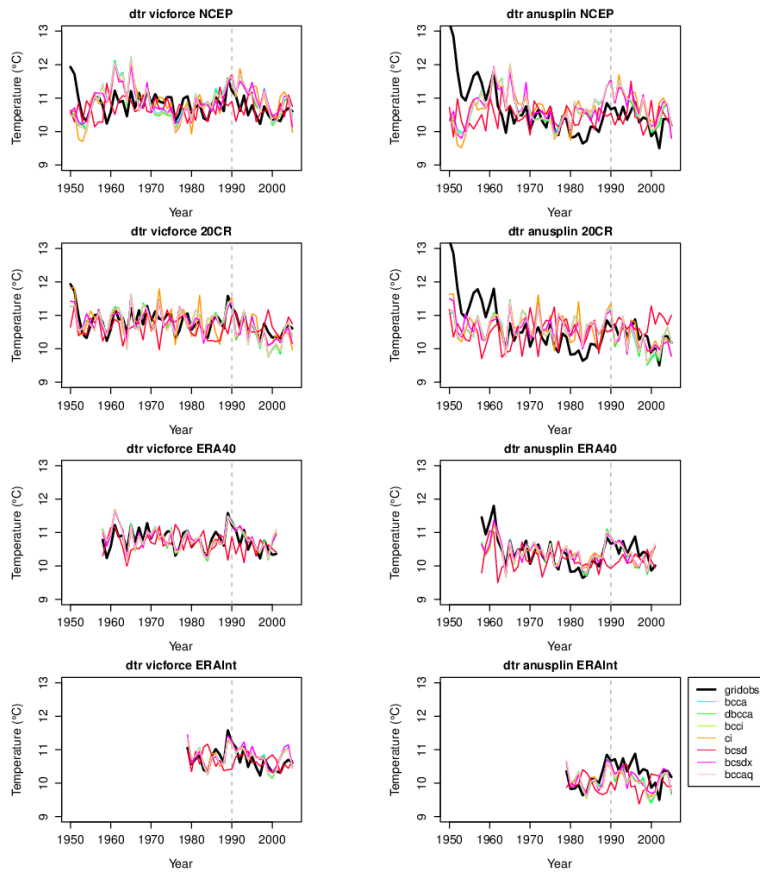 dtr vicforce NCEP
13
12
11
10
9
Temperature (°C)
1950 1960 1970 1980 1990 2000
Year
dtr anusplin NCEP
13
12
11
10
9
Temperature (°C)
1950 1960 1970 1980 1990 2000
Year
dtr vicforce 20CR
13
12
11
10
9
Temperature (°C)
1950 1960 1970 1980 1990 2000
Year
dtr anusplin 20CR
13
12
11
10
9
Temperature (°C)
1950 1960 1970 1980 1990 2000
Year
dtr vicforce ERA40
13
12
11
10
9
Temperature (°C)
1950 1960 1970 1980 1990 2000
Year
dtr anusplin ERA40
13
12
11
10
9
Temperature (°C)
1950 1960 1970 1980 1990 2000
Year
dtr vicforce ERAInt
13
12
11
10
9
Temperature (°C)
1950 1960 1970 1980 1990 2000
Year
dtr anusplin ERAInt
13
12
11
10
9
Temperature (°C)
1950 1960 1970 1980 1990 2000
Year
gridobs
bcca
dbcca
bcci
ci
bcsd
bcsdx
bccaq